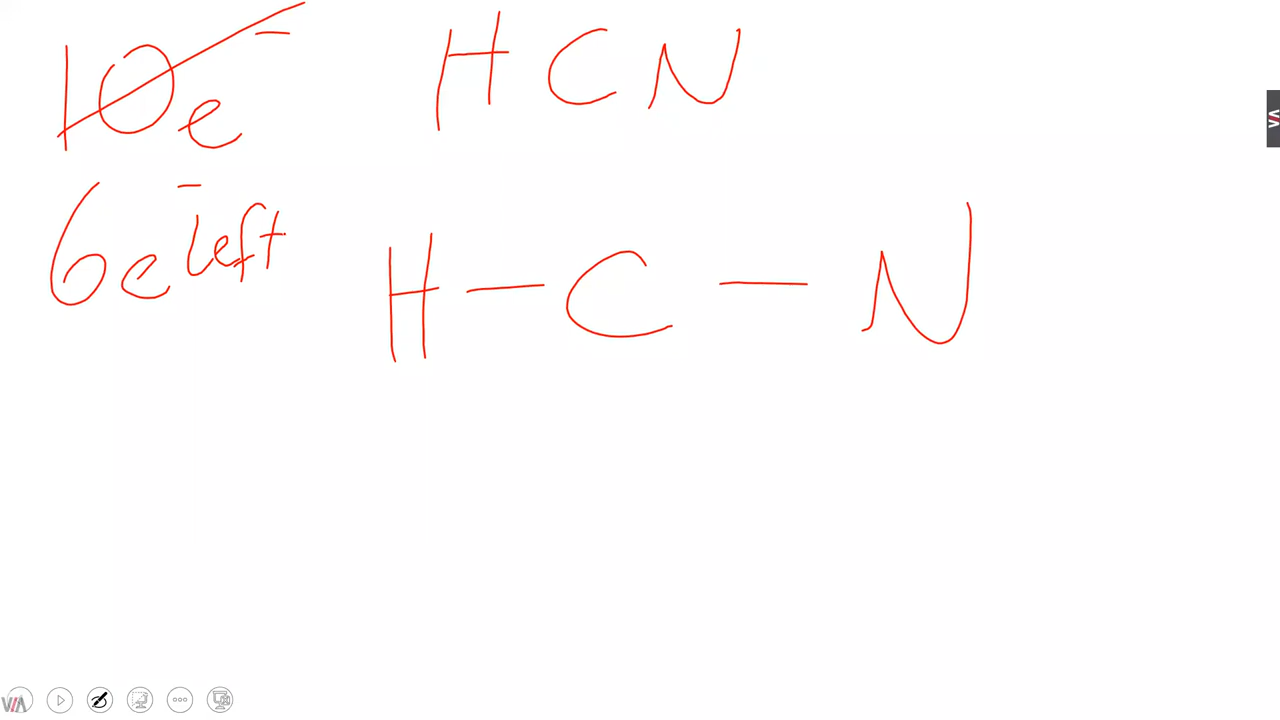 10e⁻
HCN
6e⁻ left
H — C — N